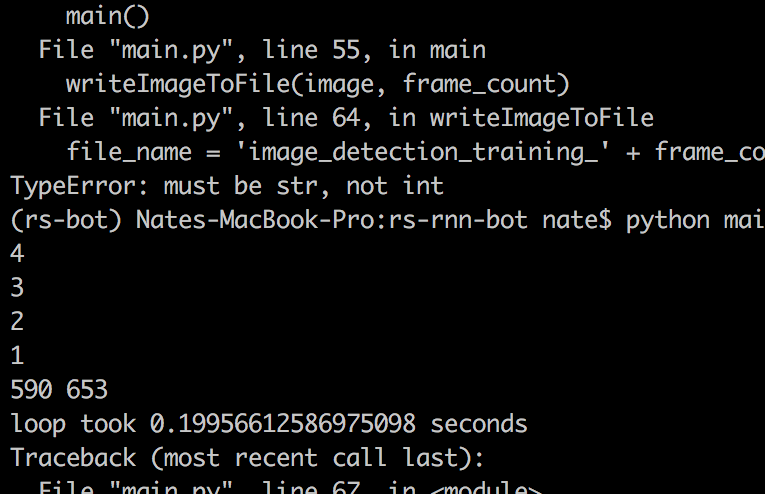 main()
File "main.py", line 55, in main
writeImageToFile(image, frame_count)
File "main.py", line 64, in writeImageToFile
file_name = 'image_detection_training_' + frame_co
TypeError: must be str, not int
(rs-bot) Nates-MacBook-Pro:rs-rnn-bot nate$ python mai
4
3
2
1
590 653
loop took 0.19956612586975098 seconds
Traceback (most recent call last):
File "main.py", line 67, in <module>